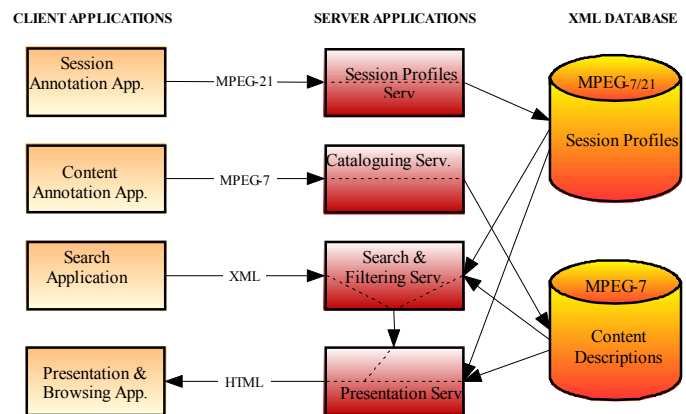 CLIENT APPLICATIONS
SERVER APPLICATIONS
XML DATABASE
Session
Annotation App.
MPEG-21
Session Profiles
Serv
MPEG-7/21
Session Profiles
Content
Annotation App.
MPEG-7
Cataloguing Serv.
Search
Application
XML
Search &
Filtering Serv.
MPEG-7
Content
Descriptions
Presentation &
Browsing App.
HTML
Presentation Serv